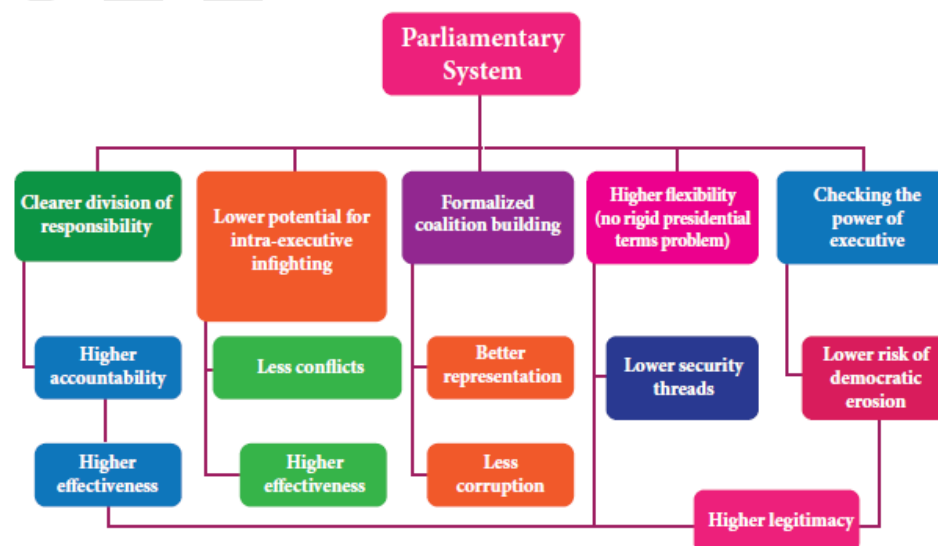 Parliamentary
System
Clearer division of
responsibility
Lower potential for
intra-executive
infighting
Formalized
coalition building
Higher flexibility
(no rigid presidential
terms problem)
Checking the
power of
executive
Higher
accountability
Less conflicts
Better
representation
Lower security
threads
Lower risk of
democratic
erosion
Higher
effectiveness
Higher
effectiveness
Less
corruption
Higher legitimacy